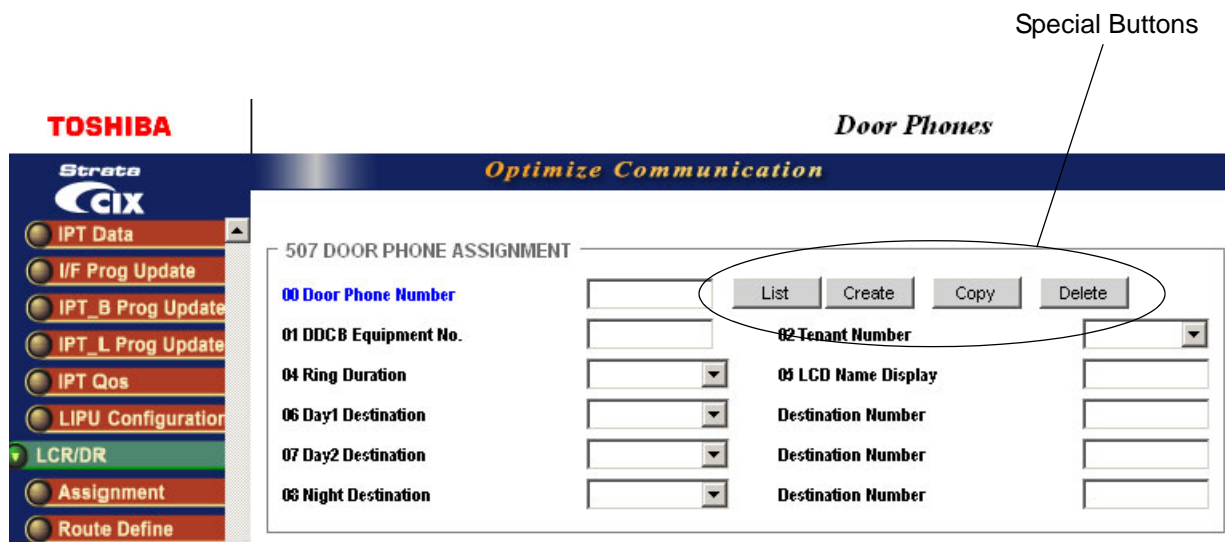 Special Buttons
TOSHIBA
Door Phones
Strata
CIX
Optimize Communication
IPT Data
I/F Prog Update
IPT_B Prog Update
IPT_L Prog Update
IPT Qos
LIPU Configuration
LCR/DR
Assignment
Route Define
507 DOOR PHONE ASSIGNMENT
00 Door Phone Number
List Create Copy Delete
01 DDCB Equipment No. 02 Tenant Number
04 Ring Duration 05 LCD Name Display
06 Day1 Destination Destination Number
07 Day2 Destination Destination Number
08 Night Destination Destination Number